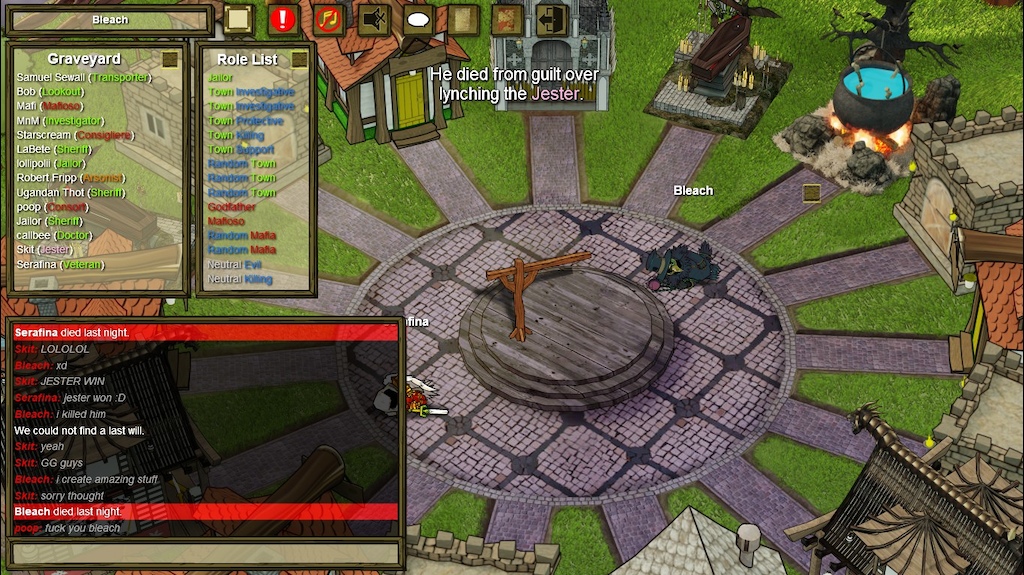 Bleach
Graveyard
Samuel Sewall (Transporter)
Bob (Lookout)
Mafi (Mafioso)
MnM (Investigator)
Starscream (Consigliere)
LaBete (Sheriff)
lollipolii (Jailor)
Robert Fripp (Arsonist)
Ugandan Thot (Sheriff)
poop (Consort)
Jailor (Sheriff)
callbee (Doctor)
Skit (Jester)
Serafina (Veteran)
Role List
Jailor
Town Investigative
Town Investigative
Town Protective
Town Killing
Town Support
Random Town
Random Town
Random Town
Godfather
Mafioso
Random Mafia
Random Mafia
Neutral Evil
Neutral Killing
He died from guilt over
lynching the Jester.
Bleach
fina
Serafina died last night.
Skit: LOLOLOL
Bleach: xd
Skit: JESTER WIN
Serafina: jester won :D
Bleach: i killed him
We could not find a last will.
Skit: yeah
Skit: GG guys
Bleach: i create amazing stuff
Skit: sorry thought
Bleach died last night.
poop: fuck you bleach